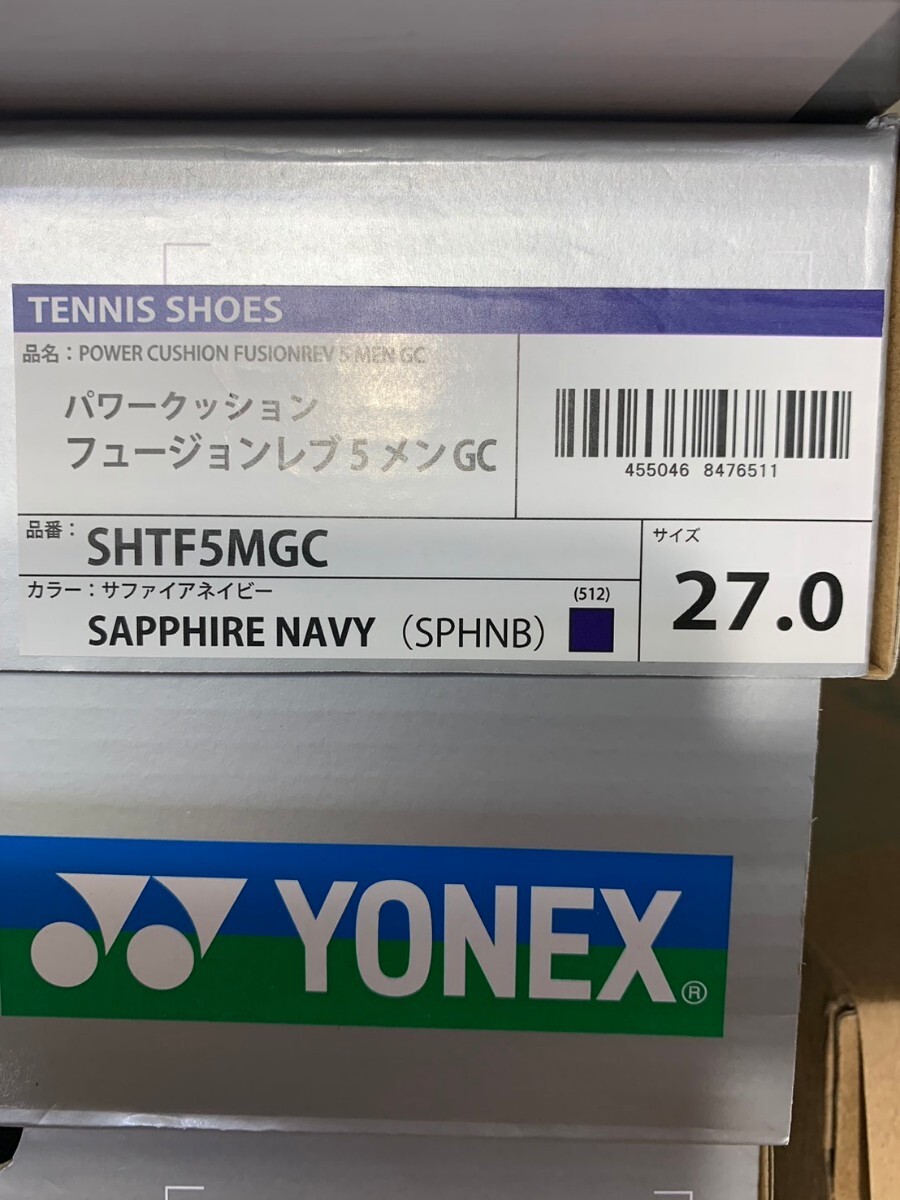 TENNIS SHOES
品名：POWER CUSHION FUSIONREV 5 MEN GC
パワークッション
フュージョンレブ 5 メン GC
455046 8476511
品番：
SHTF5MGC
サイズ
27.0
カラー：サファイアネイビー
SAPPHIRE NAVY（SPHNB）
(512)
YONEX®